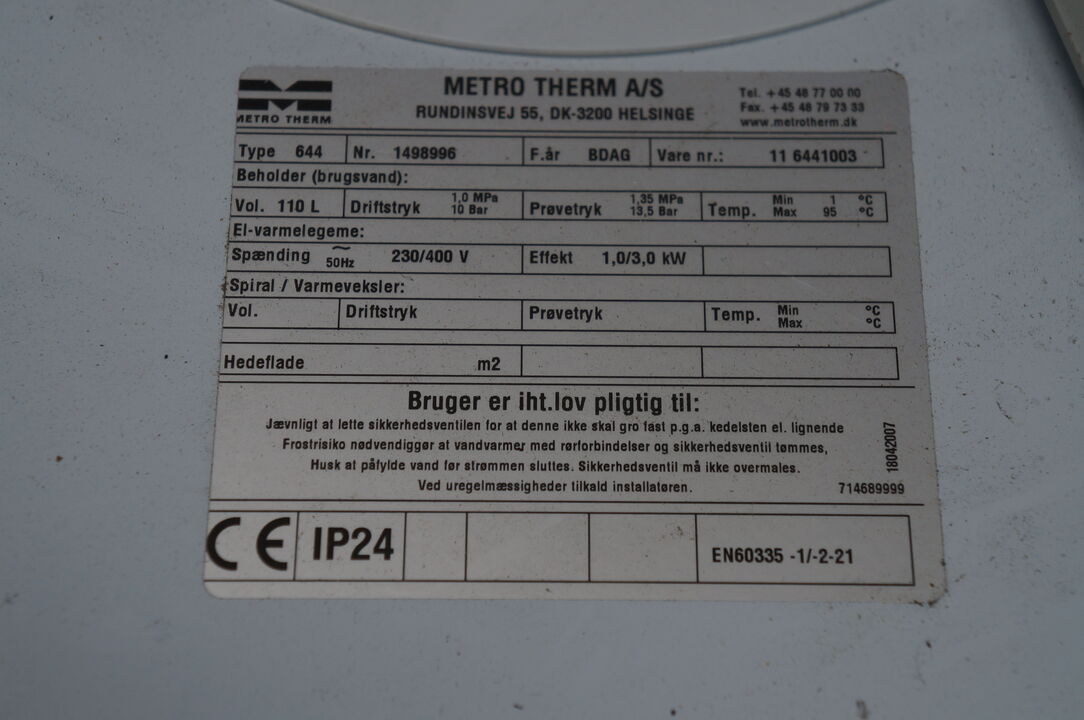 METRO THERM
METRO THERM A/S
RUNDINSVEJ 55, DK-3200 HELSINGE
Tel. +45 48 77 00 00
Fax. +45 48 79 73 33
www.metrotherm.dk
Type 644 Nr. 1498996 F.år BDAG Vare nr.: 11 6441003
Beholder (brugsvand):
Vol. 110 L Driftstryk 1,0 MPa 10 Bar Prøvetryk 1,35 MPa 13,5 Bar Temp. Min 1 °C Max 95 °C
El-varmelegeme:
Spænding ~ 50Hz 230/400 V Effekt 1,0/3,0 kW
Spiral / Varmeveksler:
Vol. Driftstryk Prøvetryk Temp. Min °C Max °C
Hedeflade m2
Bruger er iht.lov pligtig til:
Jævnligt at lette sikkerhedsventilen for at denne ikke skal gro fast p.g.a. kedelsten el. lignende
Frostrisiko nødvendiggør at vandvarmer med rørforbindelser og sikkerhedsventil tømmes,
Husk at påfylde vand før strømmen sluttes. Sikkerhedsventil må ikke overmales.
Ved uregelmæssigheder tilkald installatøren.
18042007
714689999
CE IP24 EN60335 -1/-2-21